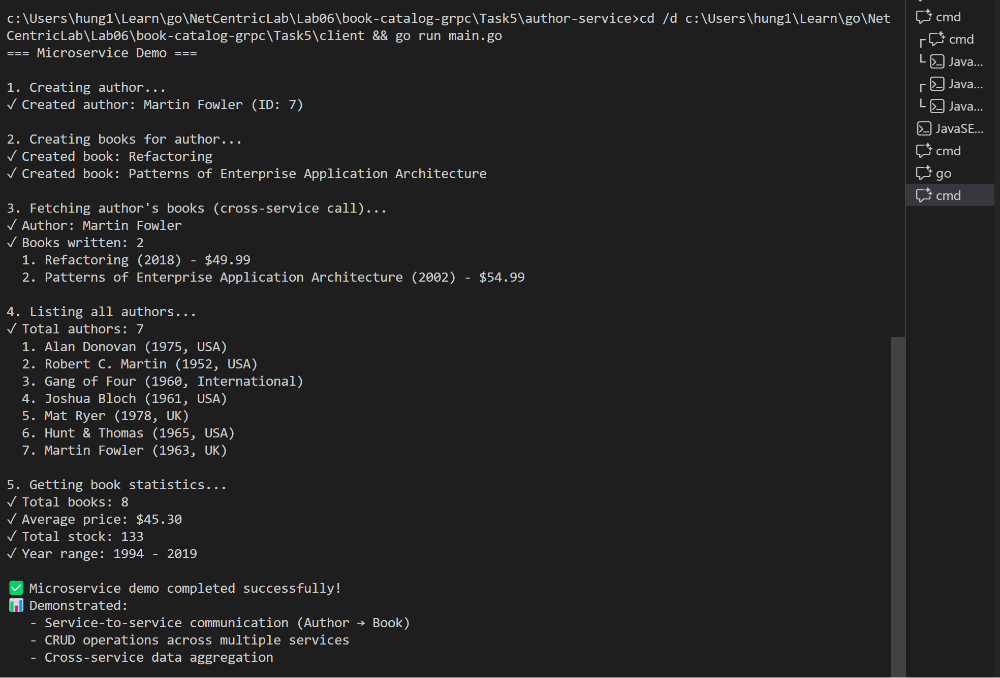 c:\Users\hung1\Learn\go\NetCentricLab\Lab06\book-catalog-grpc\Task5\author-service>cd /d c:\Users\hung1\Learn\go\Net
CentricLab\Lab06\book-catalog-grpc\Task5\client && go run main.go
=== Microservice Demo ===
1. Creating author...
✓ Created author: Martin Fowler (ID: 7)
2. Creating books for author...
✓ Created book: Refactoring
✓ Created book: Patterns of Enterprise Application Architecture
3. Fetching author's books (cross-service call)...
✓ Author: Martin Fowler
✓ Books written: 2
1. Refactoring (2018) - $49.99
2. Patterns of Enterprise Application Architecture (2002) - $54.99
4. Listing all authors...
✓ Total authors: 7
1. Alan Donovan (1975, USA)
2. Robert C. Martin (1952, USA)
3. Gang of Four (1960, International)
4. Joshua Bloch (1961, USA)
5. Mat Ryer (1978, UK)
6. Hunt & Thomas (1965, USA)
7. Martin Fowler (1963, UK)
5. Getting book statistics...
✓ Total books: 8
✓ Average price: $45.30
✓ Total stock: 133
✓ Year range: 1994 - 2019
✅ Microservice demo completed successfully!
📊 Demonstrated:
- Service-to-service communication (Author → Book)
- CRUD operations across multiple services
- Cross-service data aggregation
cmd
cmd
Java...
Java...
Java...
JavaSE...
cmd
go
cmd